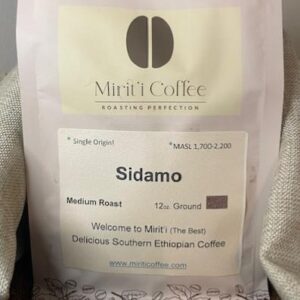 Mirit'i Coffee
ROASTING PERFECTION
* Single Origin! *MASL 1,700-2,200
Sidamo
Medium Roast 12oz. Ground
Welcome to Mirit'i (The Best)
Delicious Southern Ethiopian Coffee
www.miriticoffee.com